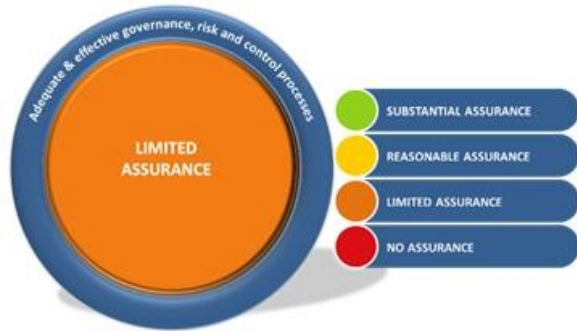 Adequate & effective governance, risk and control processes
LIMITED
ASSURANCE
SUBSTANTIAL ASSURANCE
REASONABLE ASSURANCE
LIMITED ASSURANCE
NO ASSURANCE